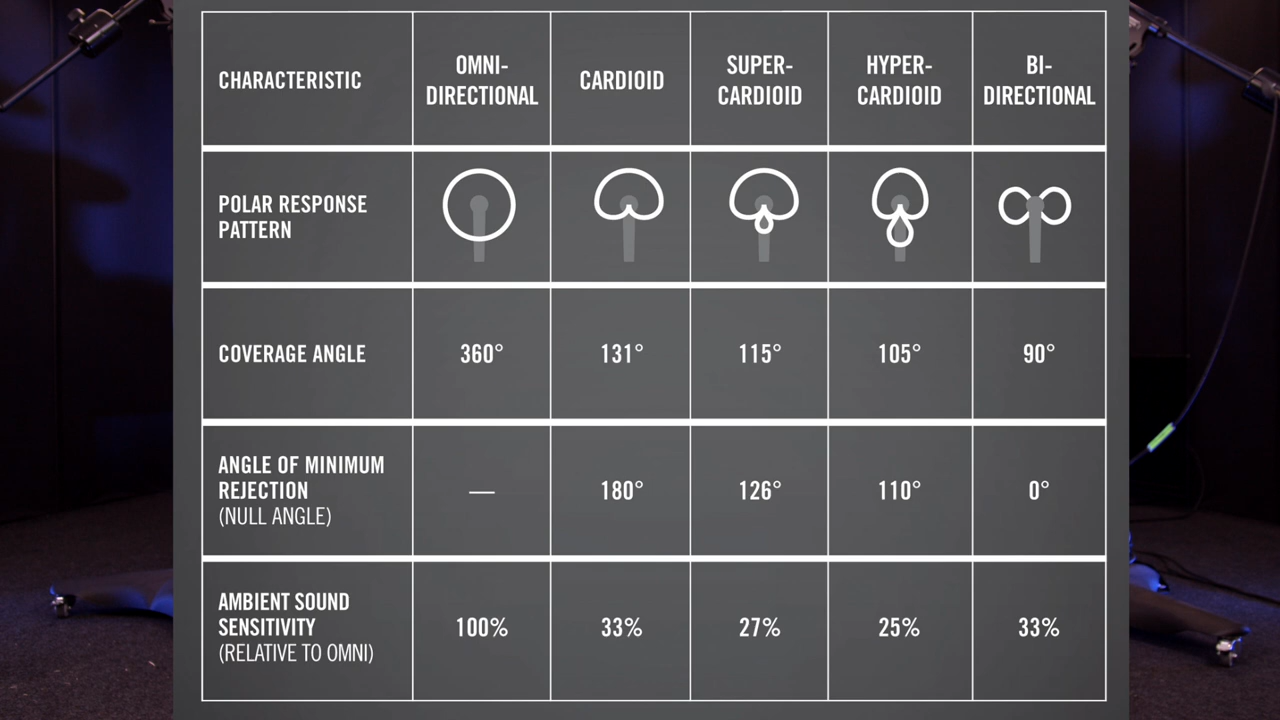 CHARACTERISTIC
OMNI-
DIRECTIONAL
CARDIOID
SUPER-
CARDIOID
HYPER-
CARDIOID
BI-
DIRECTIONAL
POLAR RESPONSE
PATTERN
COVERAGE ANGLE
360°
131°
115°
105°
90°
ANGLE OF MINIMUM
REJECTION
(NULL ANGLE)
—
180°
126°
110°
0°
AMBIENT SOUND
SENSITIVITY
(RELATIVE TO OMNI)
100%
33%
27%
25%
33%